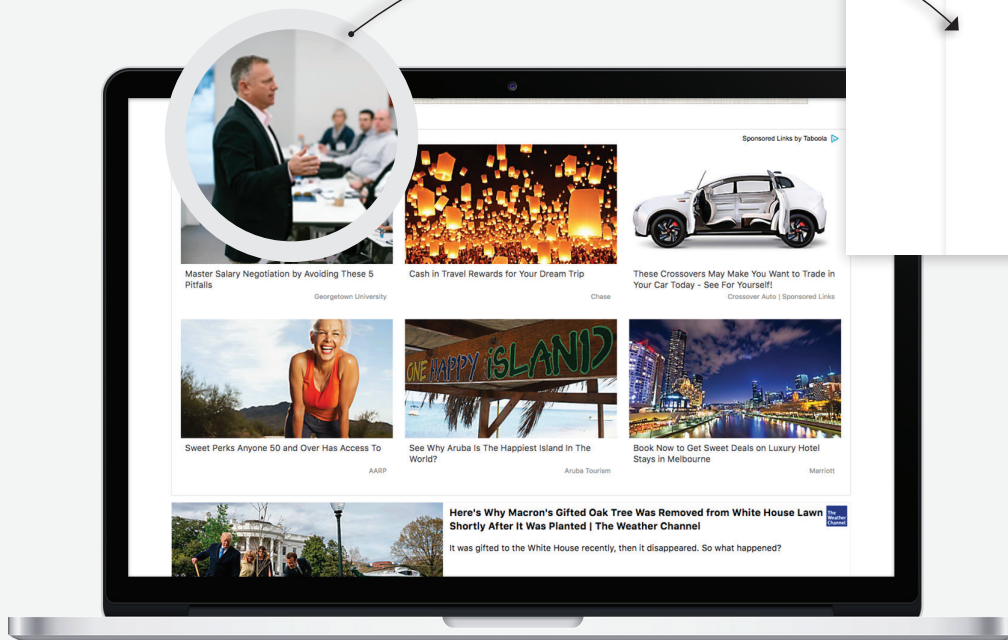 Sponsored Links by Taboola
Master Salary Negotiation by Avoiding These 5
Pitfalls
Georgetown University
Cash in Travel Rewards for Your Dream Trip
Chase
These Crossovers May Make You Want to Trade in
Your Car Today - See For Yourself!
Crossover Auto | Sponsored Links
ONE HAPPY iSLAND
Sweet Perks Anyone 50 and Over Has Access To
AARP
See Why Aruba Is The Happiest Island In The
World?
Aruba Tourism
Book Now to Get Sweet Deals on Luxury Hotel
Stays in Melbourne
Marriott
Here's Why Macron's Gifted Oak Tree Was Removed from White House Lawn
Shortly After It Was Planted | The Weather Channel
The
Weather
Channel
It was gifted to the White House recently, then it disappeared. So what happened?